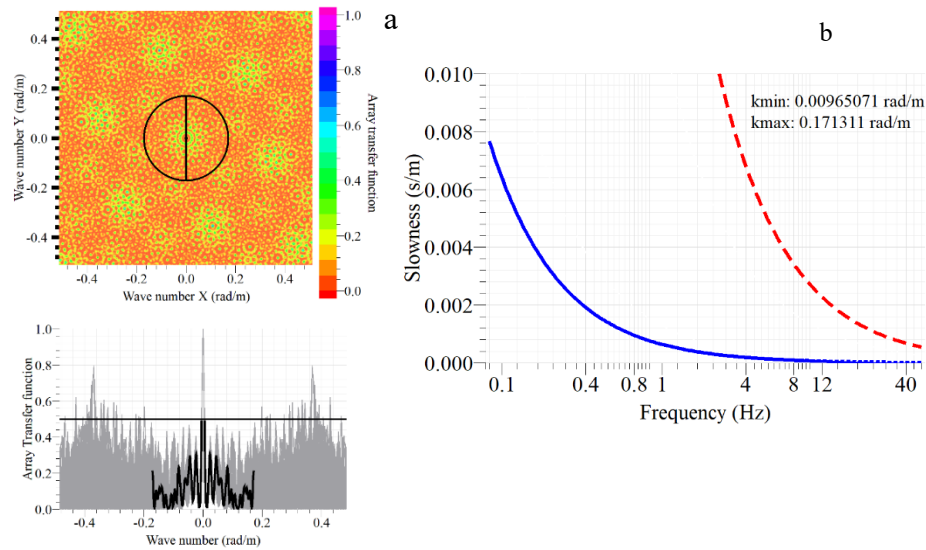 a
b
Wave number Y (rad/m)
0.4
0.2
0.0
-0.2
-0.4
-0.4 -0.2 0.0 0.2 0.4
Wave number X (rad/m)
1.0
0.8
0.6
0.4
0.2
0.0
Array transfer function
Array Transfer function
1.0
0.8
0.6
0.4
0.2
0.0
-0.4 -0.2 0.0 0.2 0.4
Wave number (rad/m)
Slowness (s/m)
0.010
0.008
0.006
0.004
0.002
0.000
kmin: 0.00965071 rad/m
kmax: 0.171311 rad/m
0.1 0.4 0.8 1 4 8 12 40
Frequency (Hz)